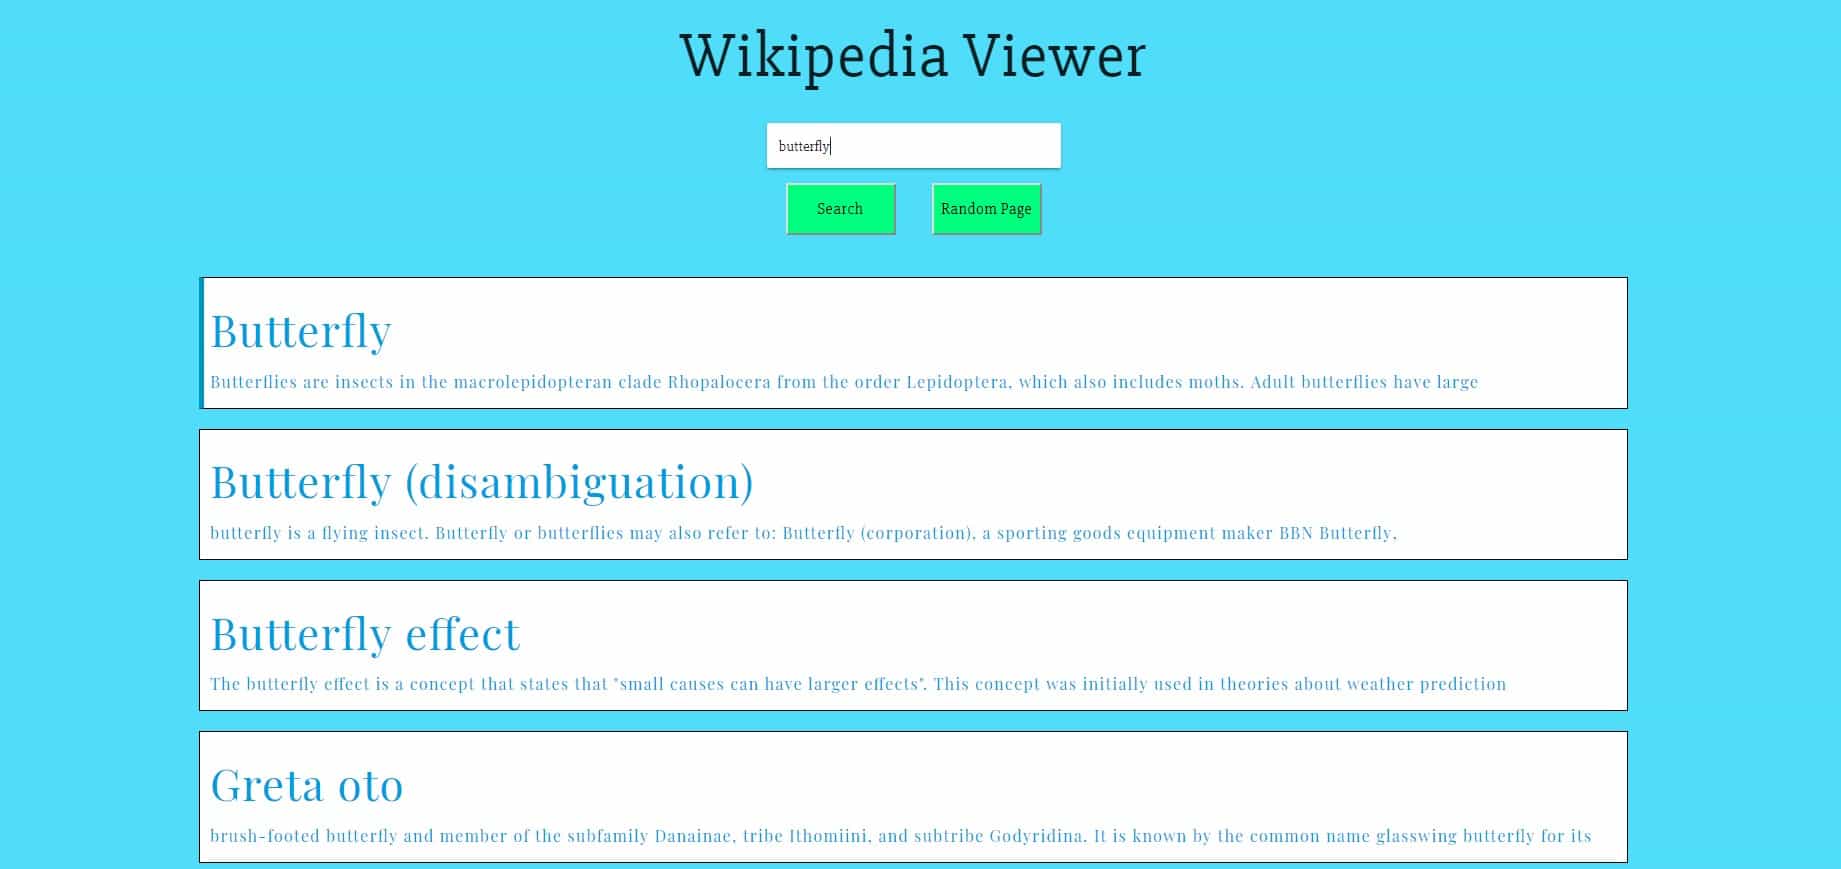 Wikipedia Viewer
butterfly
Search
Random Page
Butterfly
Butterflies are insects in the macrolepidopteran clade Rhopalocera from the order Lepidoptera, which also includes moths. Adult butterflies have large
Butterfly (disambiguation)
butterfly is a flying insect. Butterfly or butterflies may also refer to: Butterfly (corporation), a sporting goods equipment maker BBN Butterfly,
Butterfly effect
The butterfly effect is a concept that states that "small causes can have larger effects". This concept was initially used in theories about weather prediction
Greta oto
brush-footed butterfly and member of the subfamily Danainae, tribe Ithomiini, and subtribe Godyridina. It is known by the common name glasswing butterfly for its